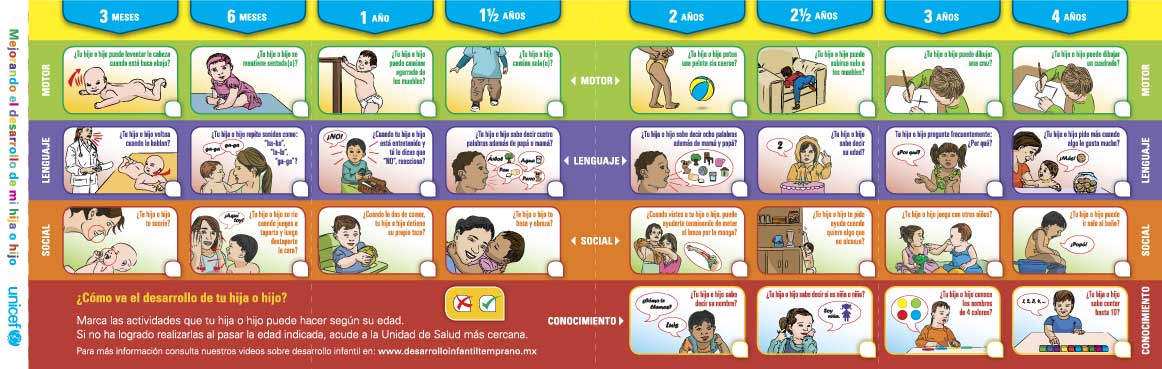 Mejorando el desarrollo de mi hija o hijo
unicef
3 MESES
6 MESES
1 AÑO
1½ AÑOS
2 AÑOS
2½ AÑOS
3 AÑOS
4 AÑOS
MOTOR
¿Tu hija o hijo puede levantar la cabeza
cuando está boca abajo?
¿Tu hija o hijo se
mantiene sentada(o)?
¿Tu hija o hijo
puede caminar
agarrado de
los muebles?
¿Tu hija o hijo
camina sola(o)?
MOTOR
¿Tu hija o hijo patea
una pelota sin caerse?
¿Tu hija o hijo puede
subirse solo a
los muebles?
¿Tu hija o hijo puede dibujar
una cruz?
¿Tu hija o hijo puede dibujar
un cuadrado?
MOTOR
LENGUAJE
¿Tu hija o hijo voltea
cuando le hablan?
¿Tu hija o hijo repite sonidos como:
"ba-ba",
"ta-ta",
"ga-ga"?
ga-ga
ga-ga
¡NO!
¿Cuando tu hija o hijo
está entretenido y
tú le dices que
"NO", reacciona?
¿Tu hija o hijo sabe decir cuatro
palabras además de papá o mamá?
Árbol
Agua
Pan
Perro
LENGUAJE
¿Tu hija o hijo sabe decir ocho palabras
además de mamá y papá?
2
¿Tu hija o hijo
sabe decir
su edad?
¿Tu hija o hijo pregunta frecuentemente:
¿Por qué?
¿Por qué?
¿Tu hija o hijo pide más cuando
algo le gusta mucho?
¡Más!
LENGUAJE
SOCIAL
¿Tu hija o hijo
te sonríe?
¡Aquí
toy!
¿Tu hija o hijo se ríe
cuando juegas a
taparte y luego
destaparte
la cara?
¿Cuando le das de comer,
tu hija o hijo detiene
su propia taza?
¿Tu hija o hijo te
besa y abraza?
SOCIAL
¿Cuando vistes a tu hija o hijo, puede
ayudarte terminando de meter
el brazo por la manga?
¿Tu hija o hijo te pide
ayuda cuando
quiere algo que
no alcanza?
¿Tu hija o hijo juega con otros niños?
¿Tu hija o hijo puede
ir solo al baño?
¡Popó!
SOCIAL
¿Cómo va el desarrollo de tu hija o hijo?
Marca las actividades que tu hija o hijo puede hacer según su edad.
Si no ha logrado realizarlas al pasar la edad indicada, acude a la Unidad de Salud más cercana.
Para más información consulta nuestros videos sobre desarrollo infantil en: www.desarrolloinfantiltemprano.mx
CONOCIMIENTO
¿Cómo te
llamas?
Luis
¿Tu hija o hijo sabe
decir su nombre?
¿Tu hija o hijo sabe decir si es niña o niño?
Soy
niña.
¿Tu hija o hijo conoce
los nombres
de 4 colores?
1, 2, 3, 4, ...
¿Tu hija o hijo
sabe contar
hasta 10?
CONOCIMIENTO